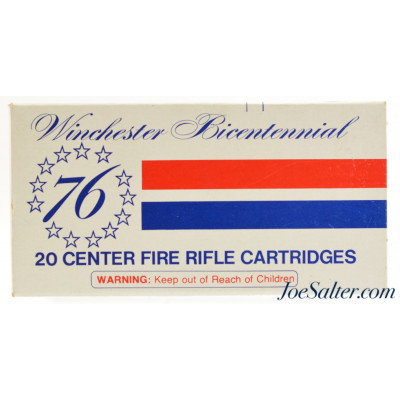 Winchester Bicentennial
76
20 CENTER FIRE RIFLE CARTRIDGES
WARNING: Keep out of Reach of Children
JoeSalter.com